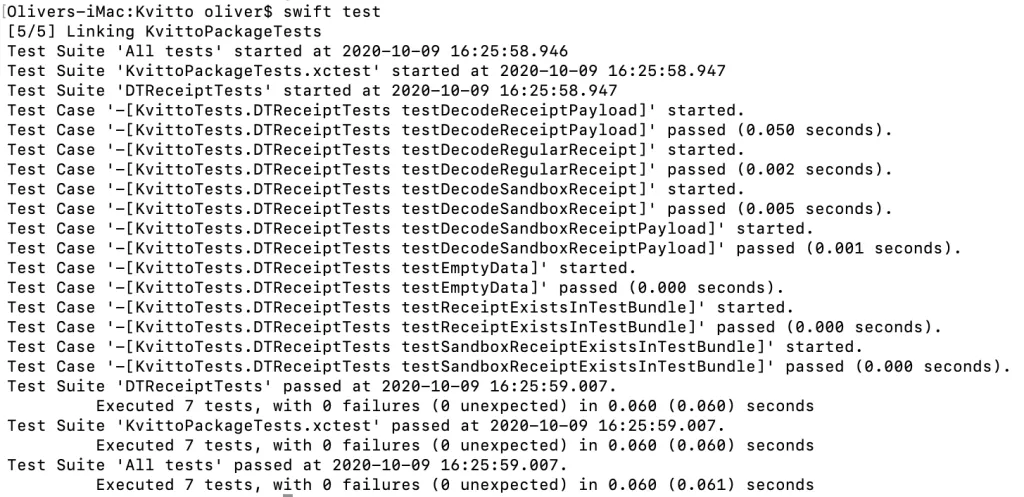 Olivers-iMac:Kvitto oliver$ swift test
[5/5] Linking KvittoPackageTests
Test Suite 'All tests' started at 2020-10-09 16:25:58.946
Test Suite 'KvittoPackageTests.xctest' started at 2020-10-09 16:25:58.947
Test Suite 'DTReceiptTests' started at 2020-10-09 16:25:58.947
Test Case '-[KvittoTests.DTReceiptTests testDecodeReceiptPayload]' started.
Test Case '-[KvittoTests.DTReceiptTests testDecodeReceiptPayload]' passed (0.050 seconds).
Test Case '-[KvittoTests.DTReceiptTests testDecodeRegularReceipt]' started.
Test Case '-[KvittoTests.DTReceiptTests testDecodeRegularReceipt]' passed (0.002 seconds).
Test Case '-[KvittoTests.DTReceiptTests testDecodeSandboxReceipt]' started.
Test Case '-[KvittoTests.DTReceiptTests testDecodeSandboxReceipt]' passed (0.005 seconds).
Test Case '-[KvittoTests.DTReceiptTests testDecodeSandboxReceiptPayload]' started.
Test Case '-[KvittoTests.DTReceiptTests testDecodeSandboxReceiptPayload]' passed (0.001 seconds).
Test Case '-[KvittoTests.DTReceiptTests testEmptyData]' started.
Test Case '-[KvittoTests.DTReceiptTests testEmptyData]' passed (0.000 seconds).
Test Case '-[KvittoTests.DTReceiptTests testReceiptExistsInTestBundle]' started.
Test Case '-[KvittoTests.DTReceiptTests testReceiptExistsInTestBundle]' passed (0.000 seconds).
Test Case '-[KvittoTests.DTReceiptTests testSandboxReceiptExistsInTestBundle]' started.
Test Case '-[KvittoTests.DTReceiptTests testSandboxReceiptExistsInTestBundle]' passed (0.000 seconds).
Test Suite 'DTReceiptTests' passed at 2020-10-09 16:25:59.007.
Executed 7 tests, with 0 failures (0 unexpected) in 0.060 (0.060) seconds
Test Suite 'KvittoPackageTests.xctest' passed at 2020-10-09 16:25:59.007.
Executed 7 tests, with 0 failures (0 unexpected) in 0.060 (0.060) seconds
Test Suite 'All tests' passed at 2020-10-09 16:25:59.007.
Executed 7 tests, with 0 failures (0 unexpected) in 0.060 (0.061) seconds